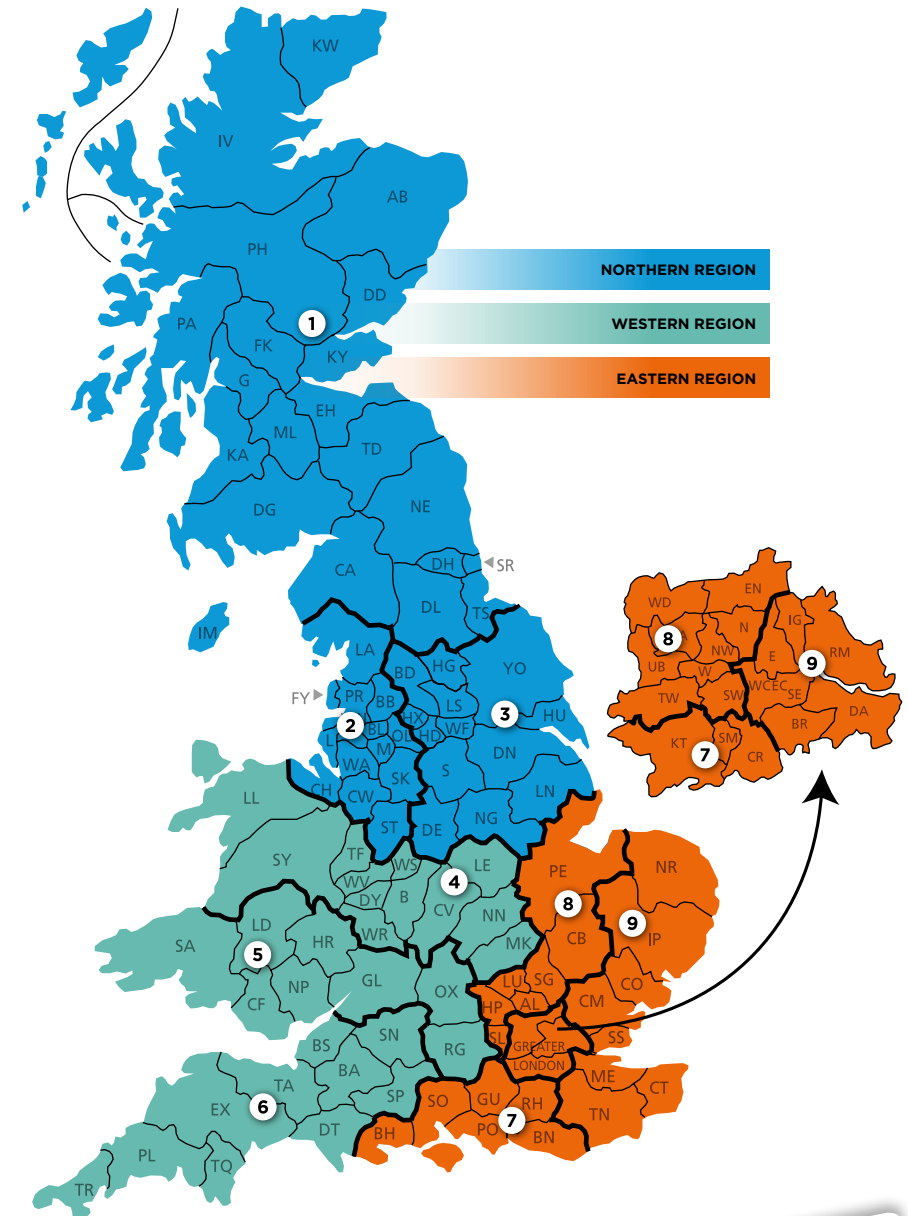 KW
IV
AB
PH
NORTHERN REGION
DD
PA
1
WESTERN REGION
FK
KY
G
EASTERN REGION
EH
ML
TD
KA
DG
NE
CA
DH
SR
DL
TS
IM
LA
BD
HG
YO
FY
PR
BB
LS
3
HU
2
BL
HX
OL
HD
WF
L
M
DN
WA
S
SK
CH
CW
LN
ST
DE
NG
LL
SY
TF
WS
4
LE
PE
NR
WV
DY
B
CV
NN
8
9
WR
MK
CB
IP
SA
LD
HR
5
NP
GL
OX
LU
SG
CO
CF
HP
AL
CM
SN
SL
GREATER
LONDON
SS
BS
BA
RG
ME
CT
TA
SP
SO
GU
RH
TN
EX
6
DT
BH
PO
7
BN
PL
TQ
TR
WD
EN
8
N
IG
UB
NW
E
9
RM
W
WC
EC
TW
SW
SE
DA
KT
7
SM
BR
CR